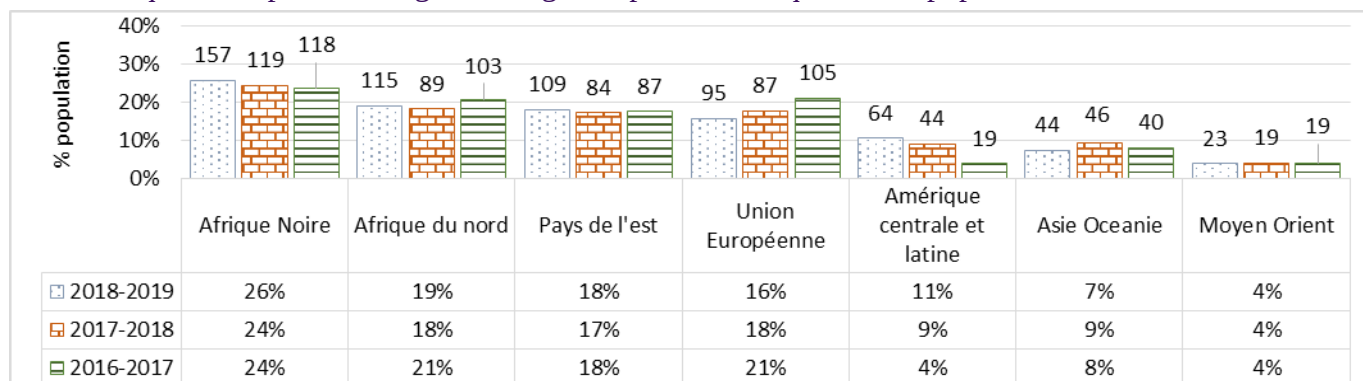 40%
30%
20%
10%
0%
% population
157 119 118
115 89 103
109 84 87
95 87 105
64 44 19
44 46 40
23 19 19
Afrique Noire Afrique du nord Pays de l'est Union Européenne Amérique centrale et latine Asie Oceanie Moyen Orient
2018-2019 26% 19% 18% 16% 11% 7% 4%
2017-2018 24% 18% 17% 18% 9% 9% 4%
2016-2017 24% 21% 18% 21% 4% 8% 4%